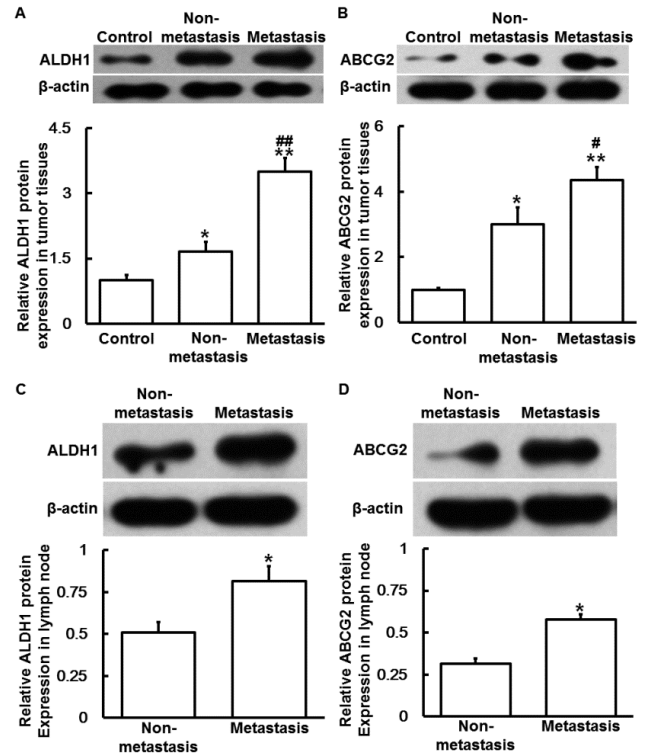 A
Non-
Control metastasis Metastasis
ALDH1
β-actin
Relative ALDH1 protein
expression in tumor tissues
4.5
3
1.5
0
*
##
**
Control Non- Metastasis
metastasis
B
Non-
Control metastasis Metastasis
ABCG2
β-actin
Relative ABCG2 protein
expression in tumor tissues
6
4
2
0
*
#
**
Control Non- Metastasis
metastasis
C
Non-
metastasis Metastasis
ALDH1
β-actin
Relative ALDH1 protein
Expression in lymph node
1
0.75
0.5
0.25
0
*
Non- Metastasis
metastasis
D
Non-
metastasis Metastasis
ABCG2
β-actin
Relative ABCG2 protein
Expression in lymph node
1
0.75
0.5
0.25
0
*
Non- Metastasis
metastasis